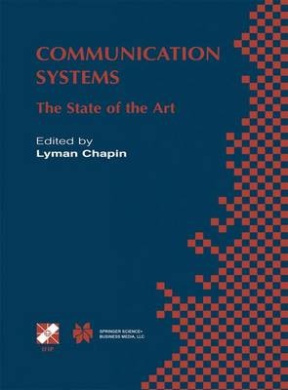 COMMUNICATION
SYSTEMS
The State of the Art
Edited by
Lyman Chapin
IFIP
SPRINGER SCIENCE+
BUSINESS MEDIA, LLC